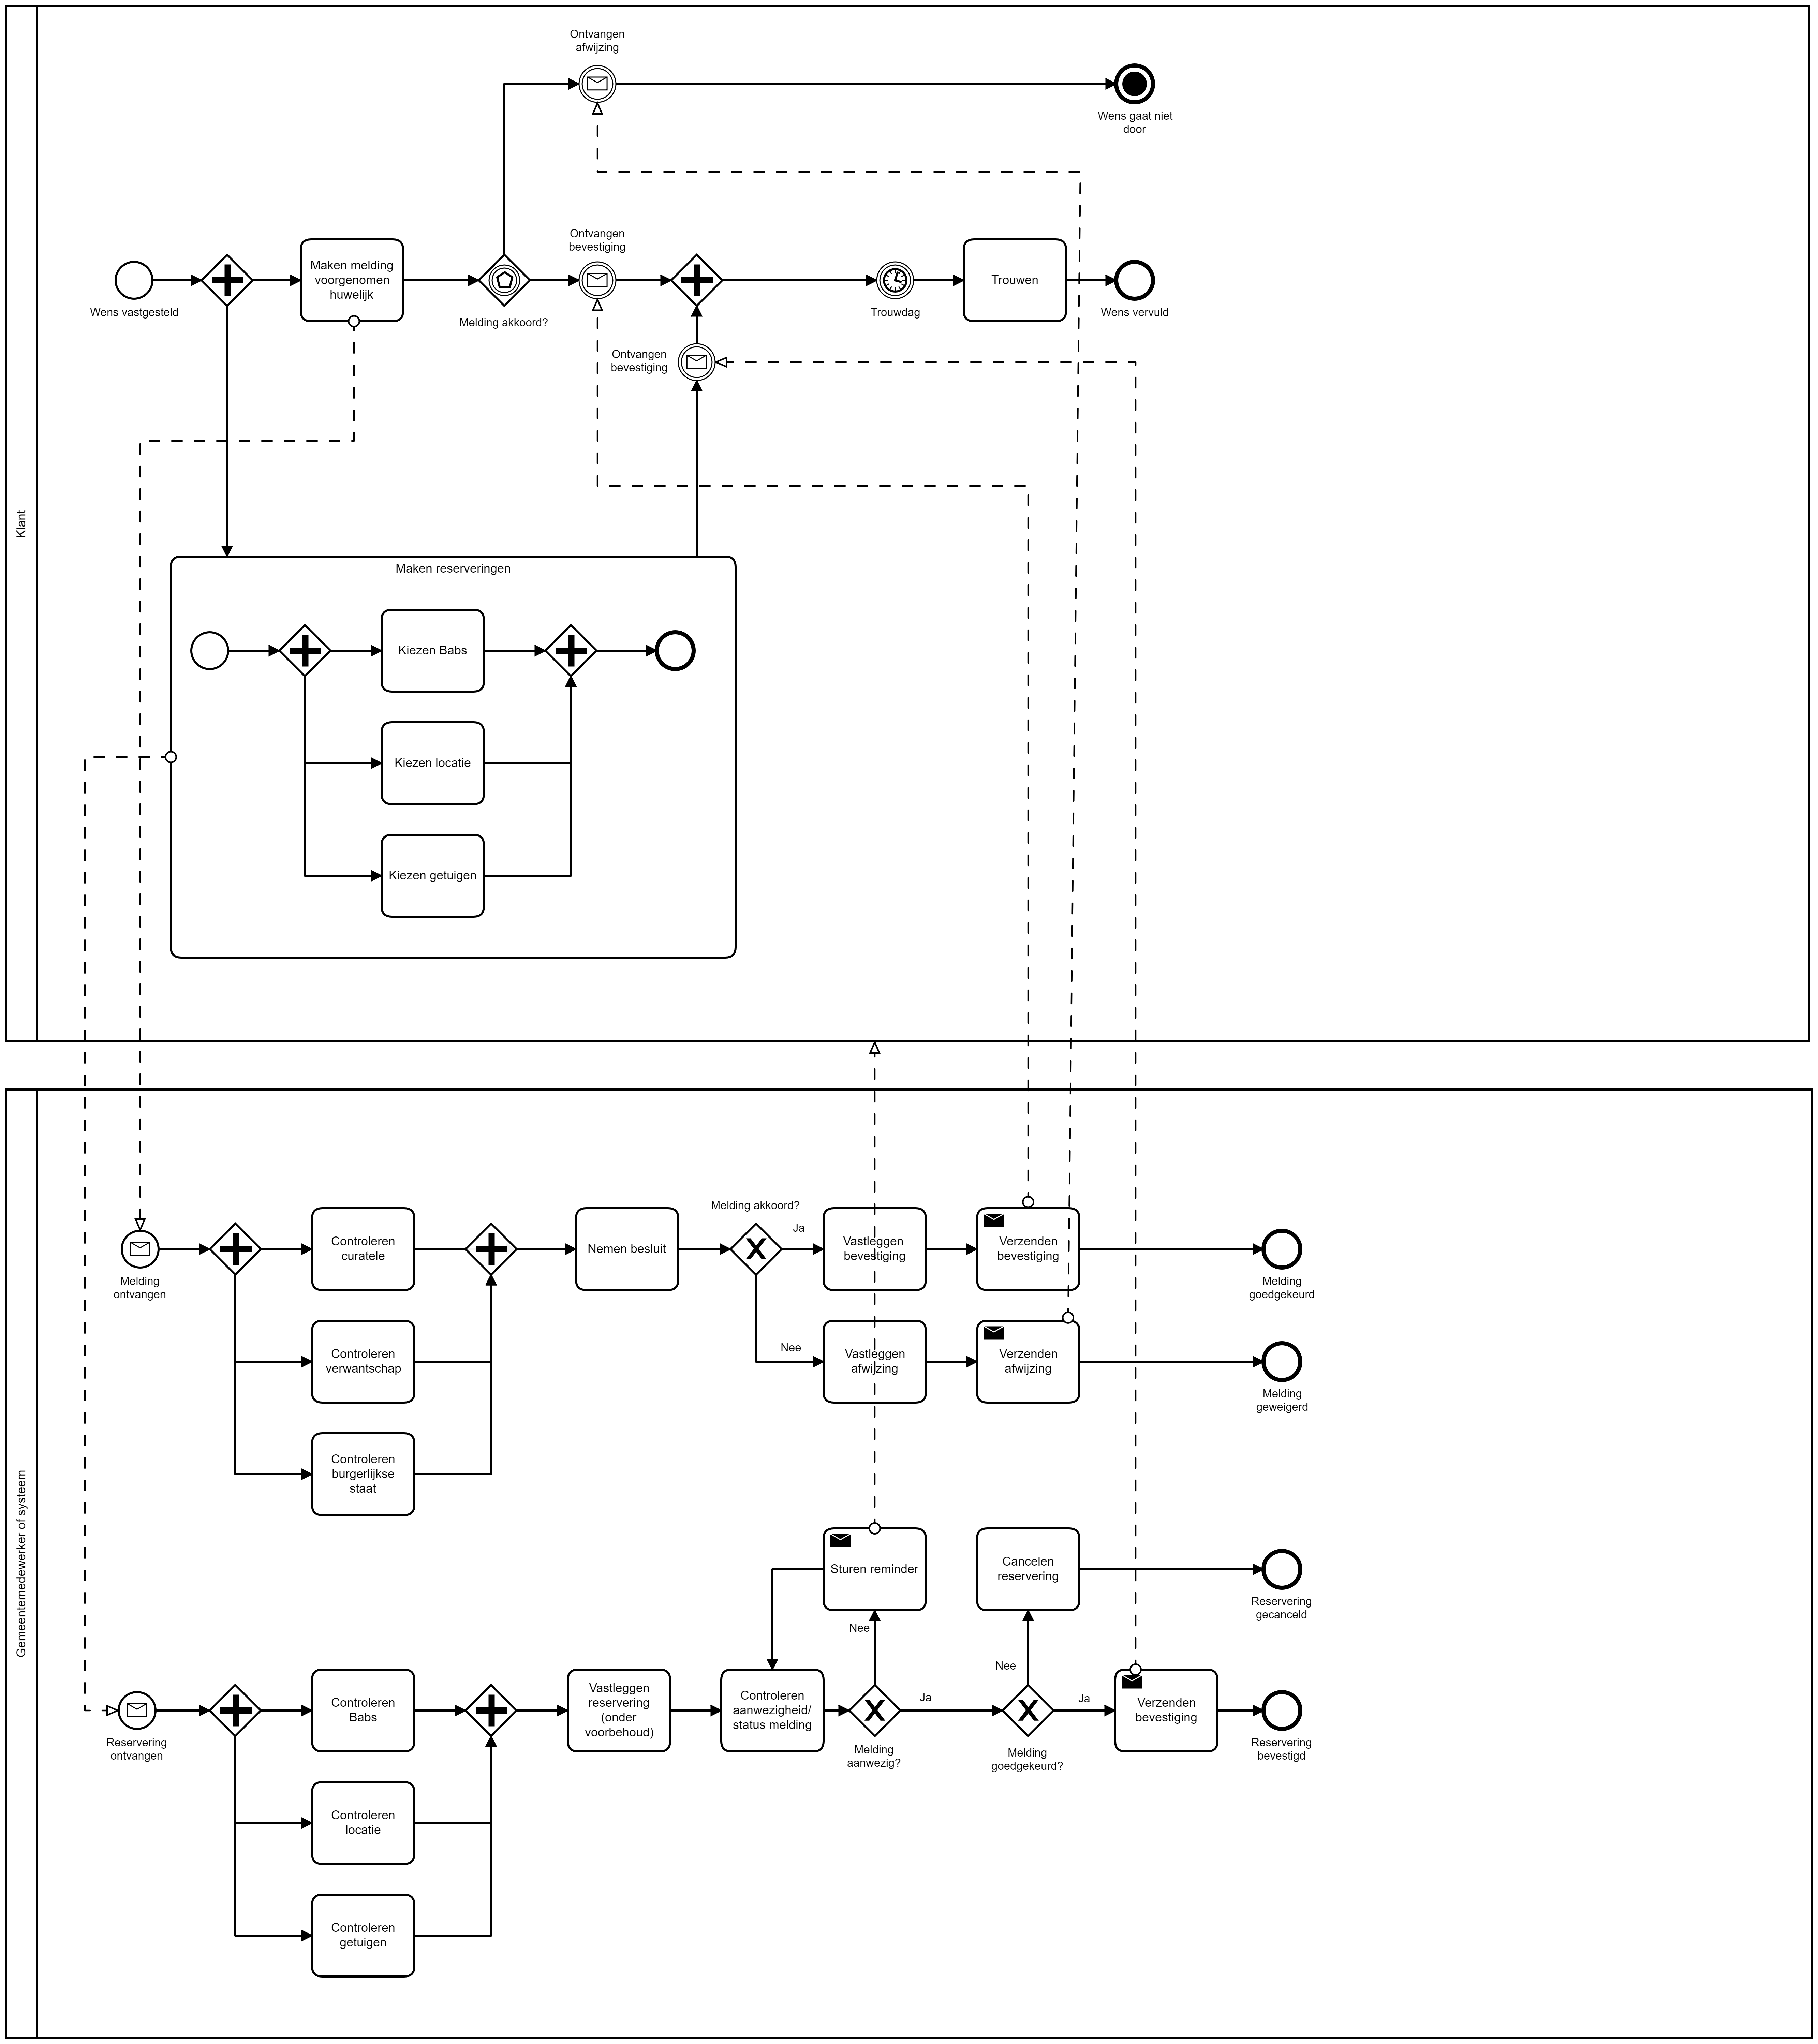 Klant
Ontvangen
afwijzing
Wens gaat niet
door
Wens vastgesteld
Maken melding
voorgenomen
huwelijk
Melding akkoord?
Ontvangen
bevestiging
Trouwdag
Trouwen
Wens vervuld
Ontvangen
bevestiging
Maken reserveringen
Kiezen Babs
Kiezen locatie
Kiezen getuigen
Gemeentemedewerker of systeem
Melding
ontvangen
Controleren
curatele
Controleren
verwantschap
Controleren
burgerlijkse
staat
Nemen besluit
Melding akkoord?
Ja
Nee
Vastleggen
bevestiging
Verzenden
bevestiging
Melding
goedgekeurd
Vastleggen
afwijzing
Verzenden
afwijzing
Melding
geweigerd
Sturen reminder
Cancelen
reservering
Reservering
gecanceld
Reservering
ontvangen
Controleren
Babs
Controleren
locatie
Controleren
getuigen
Vastleggen
reservering
(onder
voorbehoud)
Controleren
aanwezigheid/
status melding
Nee
Melding
aanwezig?
Ja
Nee
Melding
goedgekeurd?
Ja
Verzenden
bevestiging
Reservering
bevestigd